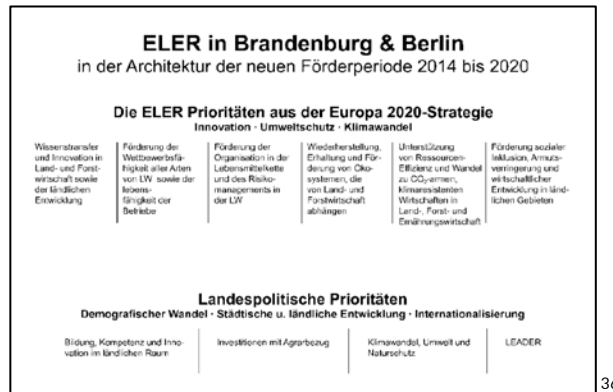 ELER in Brandenburg & Berlin
in der Architektur der neuen Förderperiode 2014 bis 2020
Die ELER Prioritäten aus der Europa 2020-Strategie
Innovation · Umweltschutz · Klimawandel
Wissenstransfer
und Innovation in
Land- und Forst-
wirtschaft sowie
der ländlichen
Entwicklung
Förderung der
Wettbewerbsfä-
higkeit aller Arten
von LW sowie der
lebens-
fähigkeit der
Betriebe
Förderung der
Organisation in der
Lebensmittelkette
und des Risiko-
managements in
der LW
Wiederherstellung,
Erhaltung und För-
derung von Öko-
systemen, die
von Land- und
Forstwirtschaft
abhängen
Unterstützung
von Ressourcen-
Effizienz und Wandel
zu CO₂-armen,
klimaresistenten
Wirtschaften in
Land-, Forst- und
Ernährungswirtschaft
Förderung sozialer
Inklusion, Armuts-
verringerung und
wirtschaftlicher
Entwicklung in länd-
lichen Gebieten
Landespolitische Prioritäten
Demografischer Wandel · Städtische u. ländliche Entwicklung · Internationalisierung
Bildung, Kompetenz und Inno-
vation im ländlichen Raum
Investitionen mit Agrarbezug
Klimawandel, Umwelt und
Naturschutz
LEADER